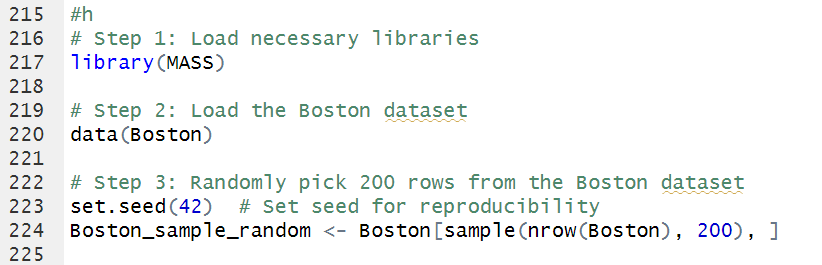 215 #h
216 # Step 1: Load necessary libraries
217 library(MASS)
218
219 # Step 2: Load the Boston dataset
220 data(Boston)
221
222 # Step 3: Randomly pick 200 rows from the Boston dataset
223 set.seed(42)  # Set seed for reproducibility
224 Boston_sample_random <- Boston[sample(nrow(Boston), 200), ]
225